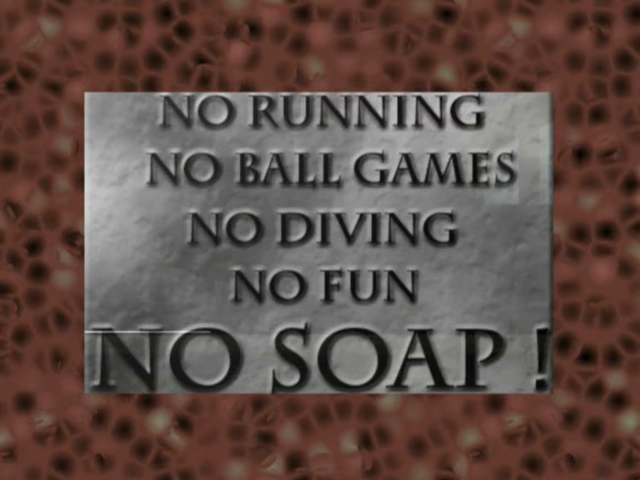 NO RUNNING
NO BALL GAMES
NO DIVING
NO FUN
NO SOAP !